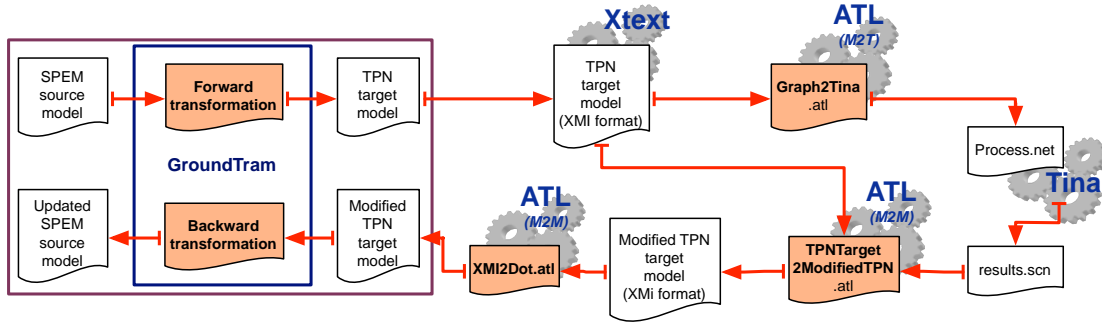 Xtext
ATL
(M2T)
SPEM
source
model
Forward
transformation
TPN
target
model
TPN
target
model
(XMI format)
Graph2Tina
.atl
Process.net
GroundTram
Tina
Updated
SPEM
source
model
Backward
transformation
Modified
TPN
target
model
ATL
(M2M)
XMI2Dot.atl
Modified TPN
target
model
(XMi format)
ATL
(M2M)
TPNTarget
2ModifiedTPN
.atl
results.scn